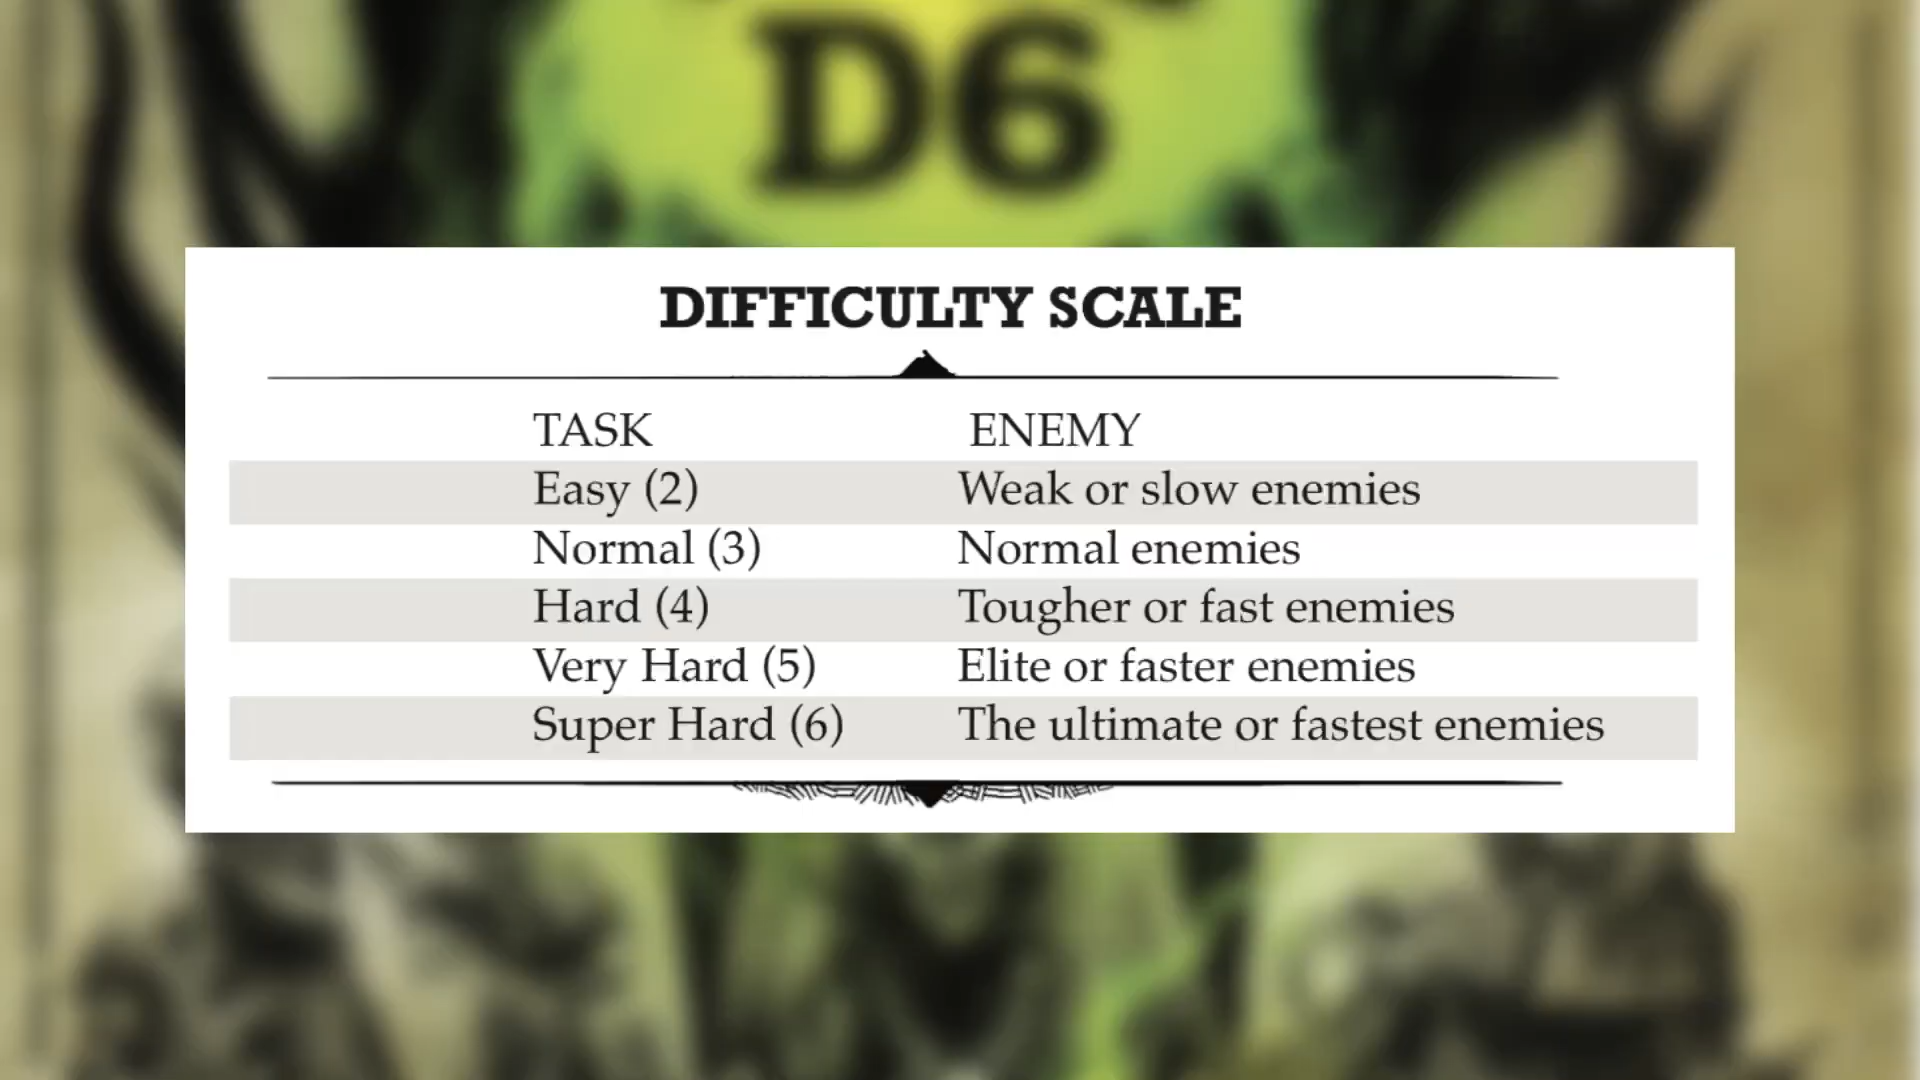 D6
DIFFICULTY SCALE
TASK ENEMY
Easy (2) Weak or slow enemies
Normal (3) Normal enemies
Hard (4) Tougher or fast enemies
Very Hard (5) Elite or faster enemies
Super Hard (6) The ultimate or fastest enemies